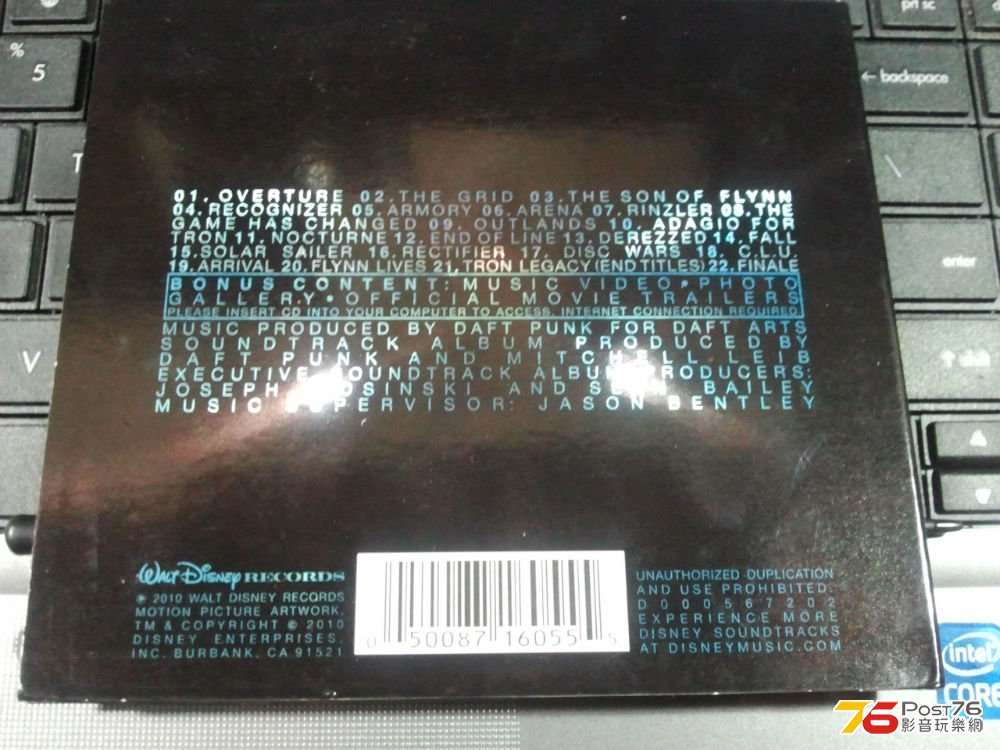 prt sc
%
5
← backspace
T
enter
V
↑ shift
01. OVERTURE 02. THE GRID 03. THE SON OF FLYNN
04. RECOGNIZER 05. ARMORY 06. ARENA 07. RINZLER 08. THE
GAME HAS CHANGED 09. OUTLANDS 10. ADAGIO FOR
TRON 11. NOCTURNE 12. END OF LINE 13. DEREZZED 14. FALL
15. SOLAR SAILER 16. RECTIFIER 17. DISC WARS 18. C.L.U.
19. ARRIVAL 20. FLYNN LIVES 21. TRON LEGACY (END TITLES) 22. FINALE
BONUS CONTENT: MUSIC VIDEO • PHOTO
GALLERY • OFFICIAL MOVIE TRAILERS
PLEASE INSERT CD INTO YOUR COMPUTER TO ACCESS. INTERNET CONNECTION REQUIRED
MUSIC PRODUCED BY DAFT PUNK FOR DAFT ARTS
SOUNDTRACK ALBUM PRODUCED BY
DAFT PUNK AND MITCHELL LEIB
EXECUTIVE SOUNDTRACK ALBUM PRODUCERS:
JOSEPH KOSINSKI AND SEAN BAILEY
MUSIC SUPERVISOR: JASON BENTLEY
WALT DISNEY RECORDS
℗ 2010 WALT DISNEY RECORDS
MOTION PICTURE ARTWORK,
TM & COPYRIGHT © 2010
DISNEY ENTERPRISES,
INC. BURBANK, CA 91521
0 50087 16055 5
UNAUTHORIZED DUPLICATION
AND USE PROHIBITED.
D000567202
EXPERIENCE MORE
DISNEY SOUNDTRACKS
AT DISNEYMUSIC.COM
intel
CORE
76 Post76
影音玩樂網